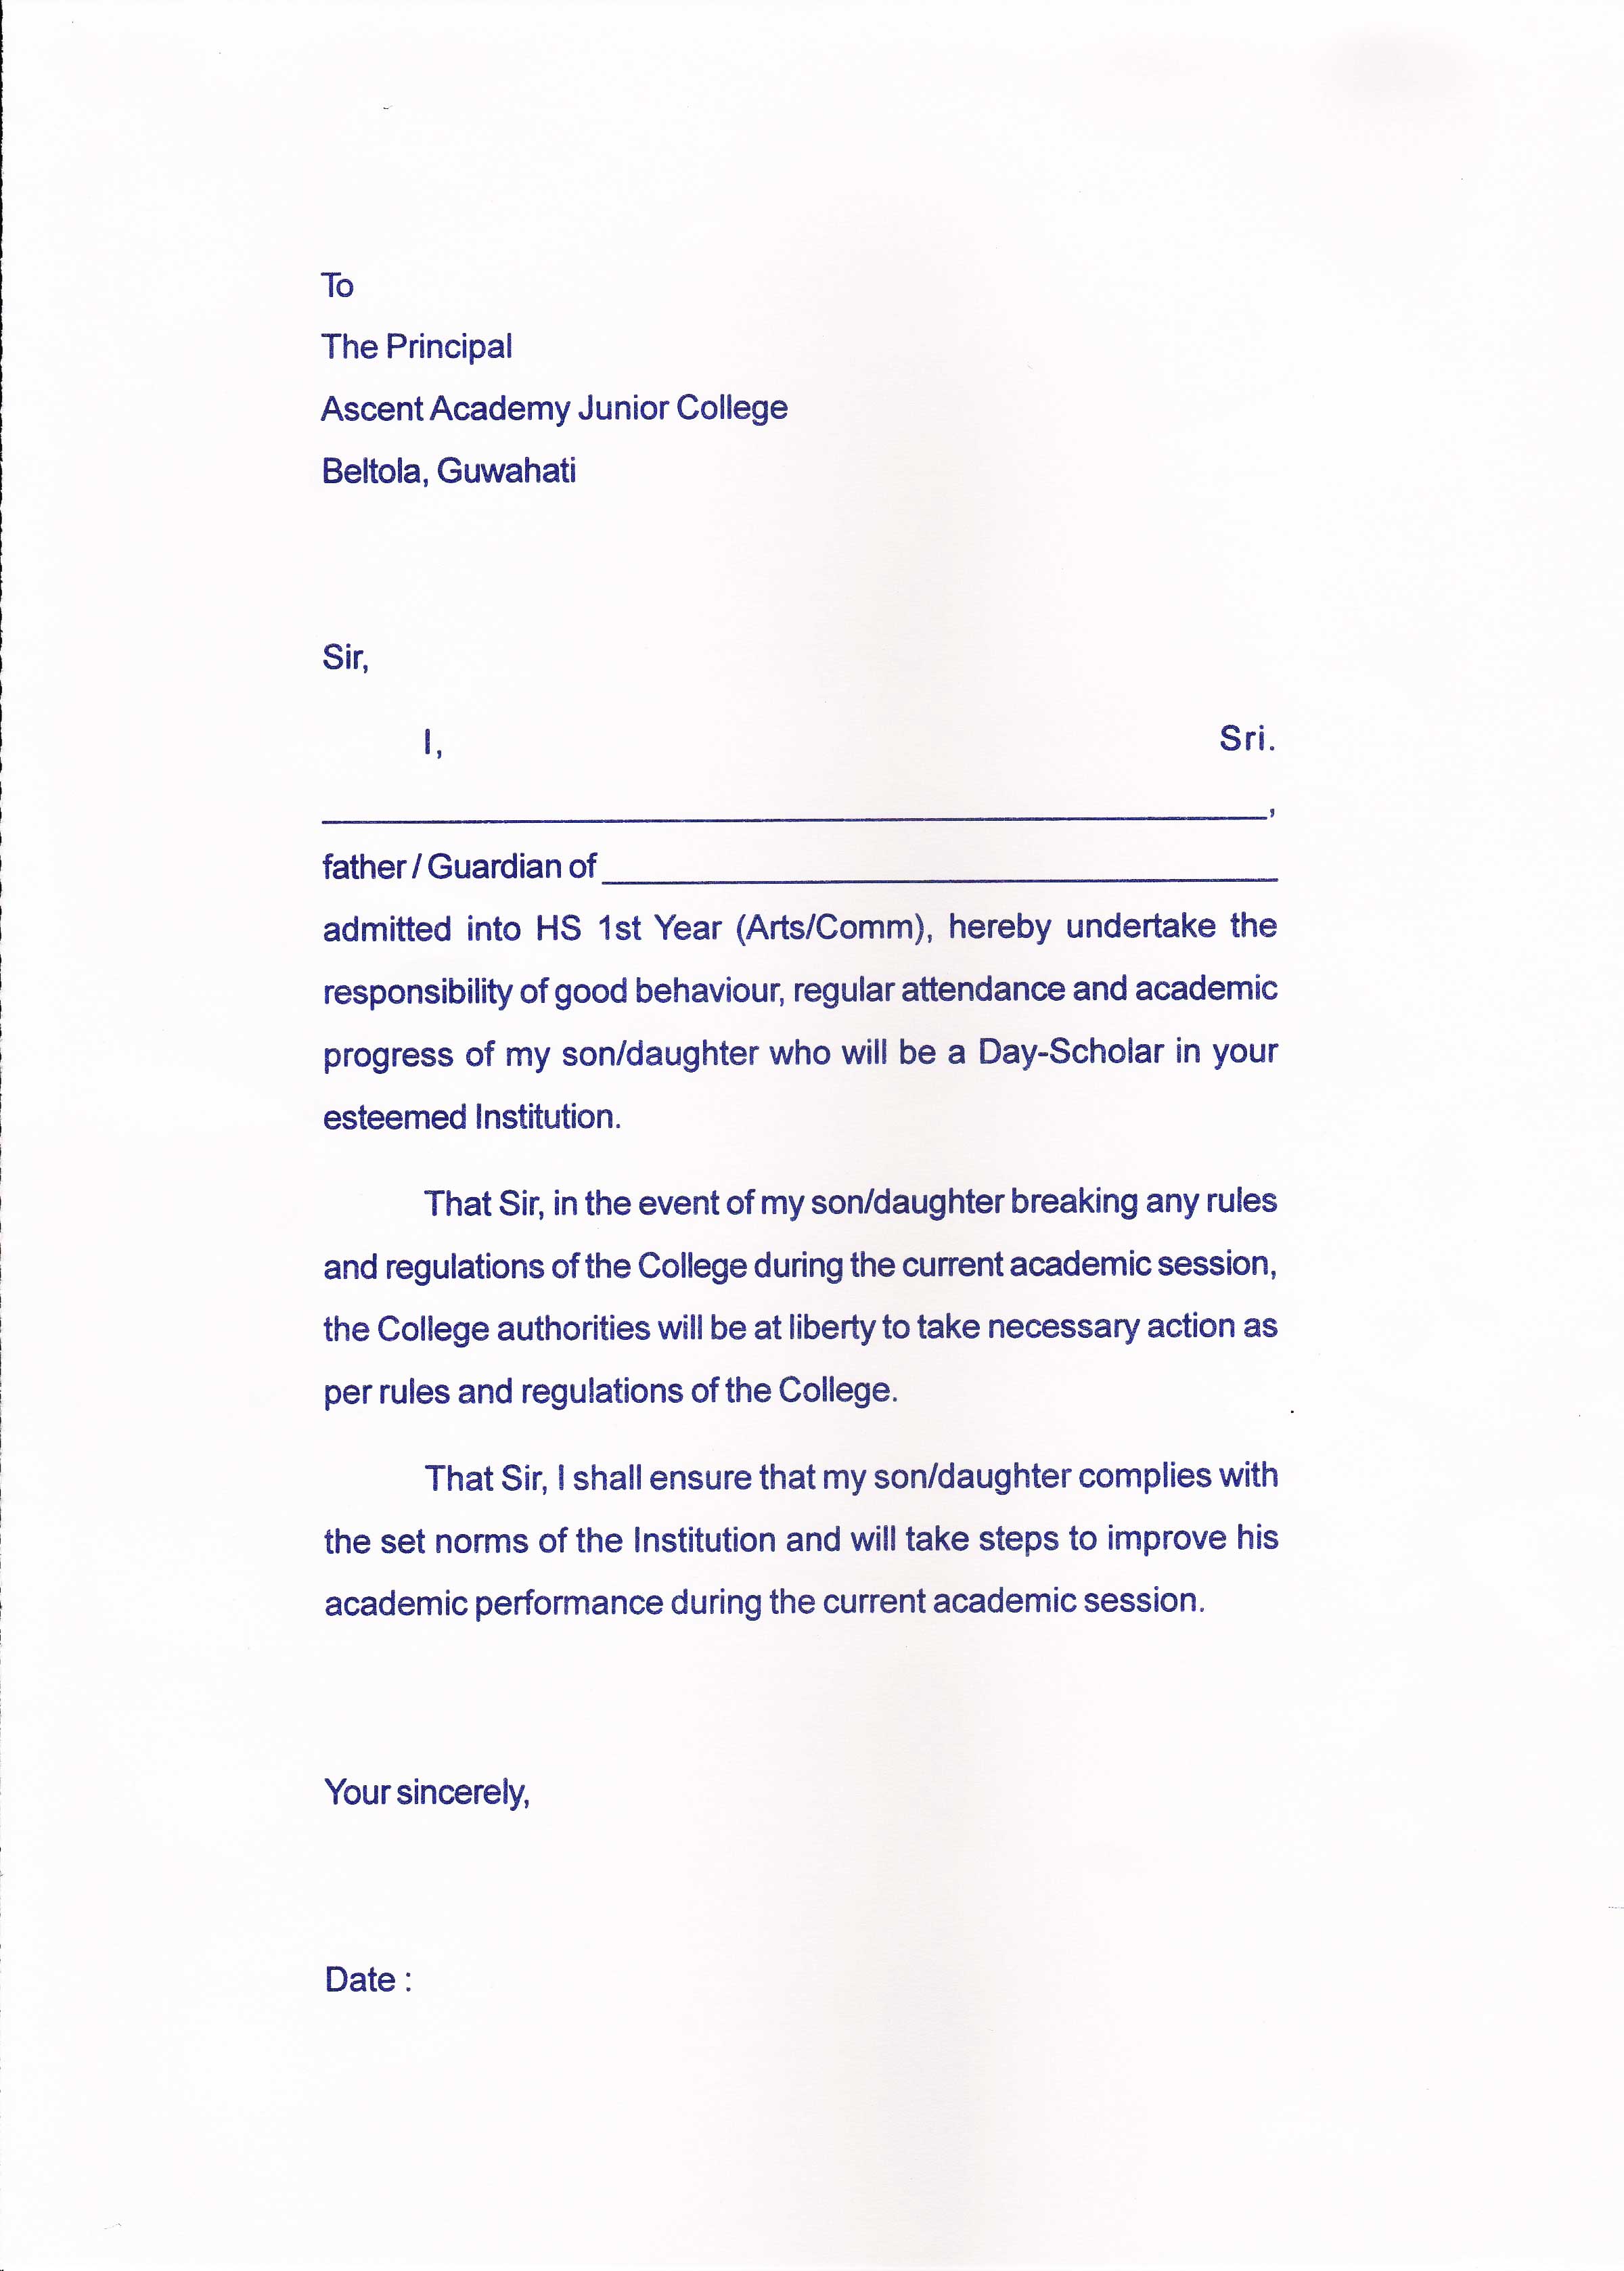 To
The Principal
Ascent Academy Junior College
Beltola, Guwahati
Sir,
I, Sri.
______________________________________________,
father / Guardian of_________________________________
admitted into HS 1st Year (Arts/Comm), hereby undertake the
responsibility of good behaviour, regular attendance and academic
progress of my son/daughter who will be a Day-Scholar in your
esteemed Institution.
That Sir, in the event of my son/daughter breaking any rules
and regulations of the College during the current academic session,
the College authorities will be at liberty to take necessary action as
per rules and regulations of the College.
That Sir, I shall ensure that my son/daughter complies with
the set norms of the Institution and will take steps to improve his
academic performance during the current academic session.
Your sincerely,
Date :